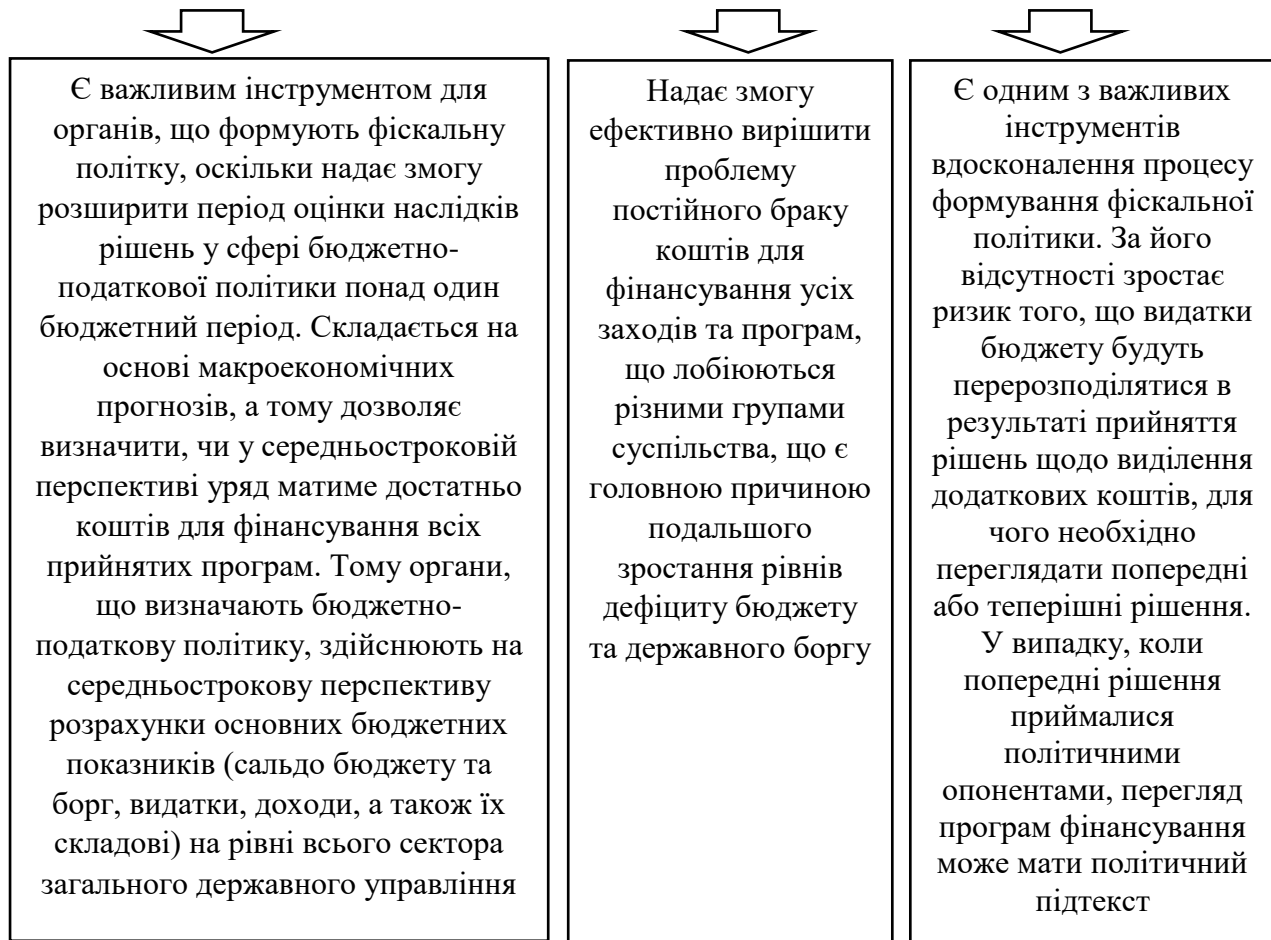 Є важливим інструментом для
органів, що формують фіскальну
політку, оскільки надає змогу
розширити період оцінки наслідків
рішень у сфері бюджетно-
податкової політики понад один
бюджетний період. Складається на
основі макроекономічних
прогнозів, а тому дозволяє
визначити, чи у середньостроковій
перспективі уряд матиме достатньо
коштів для фінансування всіх
прийнятих програм. Тому органи,
що визначають бюджетно-
податкову політику, здійснюють на
середньострокову перспективу
розрахунки основних бюджетних
показників (сальдо бюджету та
борг, видатки, доходи, а також їх
складові) на рівні всього сектора
загального державного управління
Надає змогу
ефективно вирішити
проблему
постійного браку
коштів для
фінансування усіх
заходів та програм,
що лобіюються
різними групами
суспільства, що є
головною причиною
подальшого
зростання рівнів
дефіциту бюджету
та державного боргу
Є одним з важливих
інструментів
вдосконалення процесу
формування фіскальної
політики. За його
відсутності зростає
ризик того, що видатки
бюджету будуть
перерозподілятися в
результаті прийняття
рішень щодо виділення
додаткових коштів, для
чого необхідно
переглядати попередні
або теперішні рішення.
У випадку, коли
попередні рішення
приймалися
політичними
опонентами, перегляд
програм фінансування
може мати політичний
підтекст